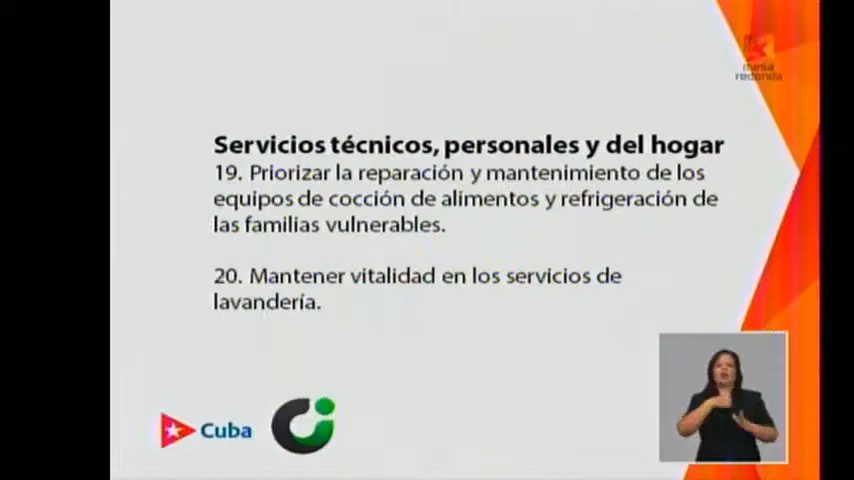 mesa
redonda
Servicios técnicos, personales y del hogar
19. Priorizar la reparación y mantenimiento de los
equipos de cocción de alimentos y refrigeración de
las familias vulnerables.
20. Mantener vitalidad en los servicios de
lavandería.
Cuba